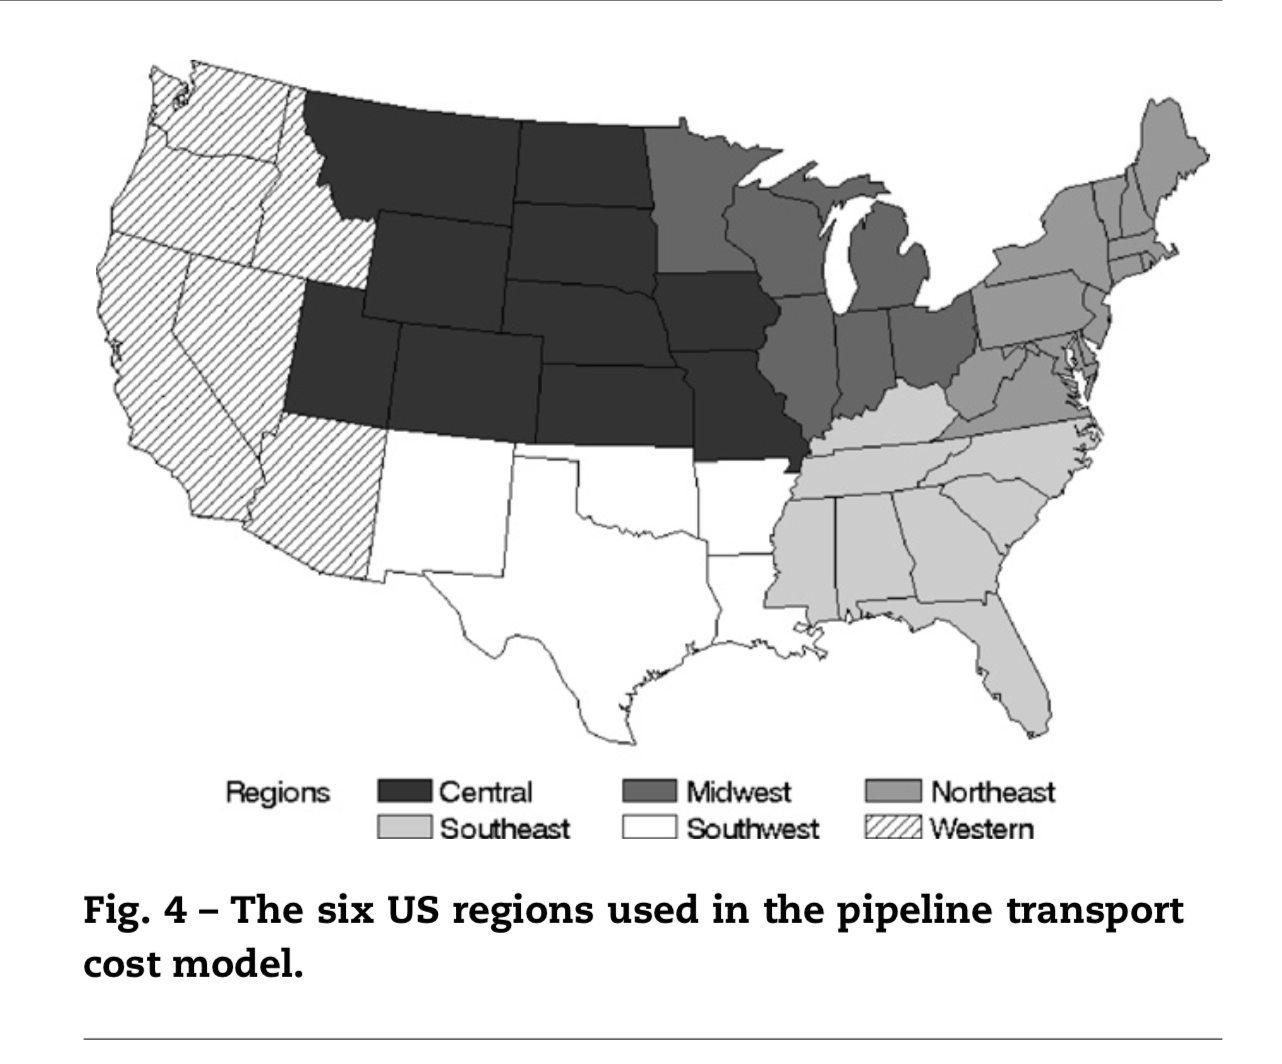 Regions Central Midwest Northeast
Southeast Southwest Western
Fig. 4 – The six US regions used in the pipeline transport
cost model.